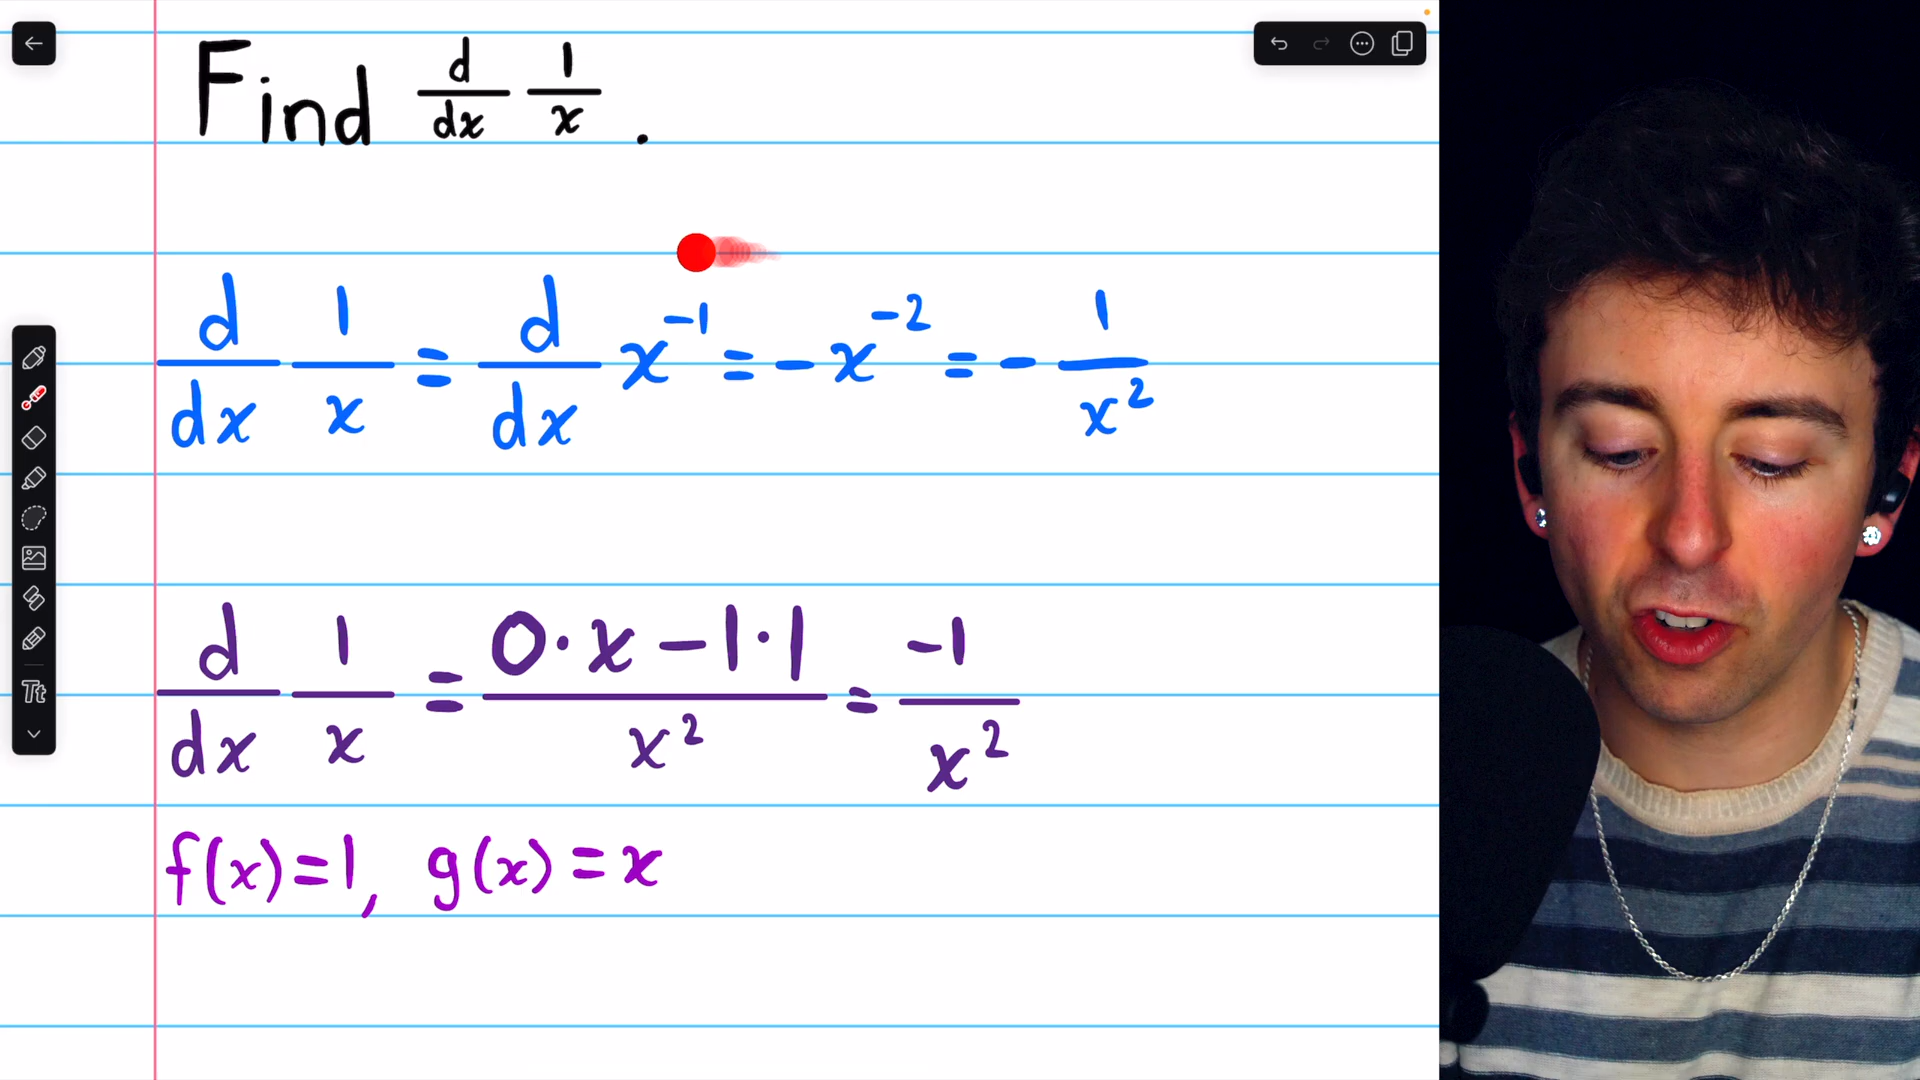 Find d/dx 1/x .
d/dx 1/x = d/dx x^-1 = -x^-2 = - 1/x^2
d/dx 1/x = (0·x - 1·1)/x^2 = -1/x^2
f(x)=1, g(x)=x
Tt